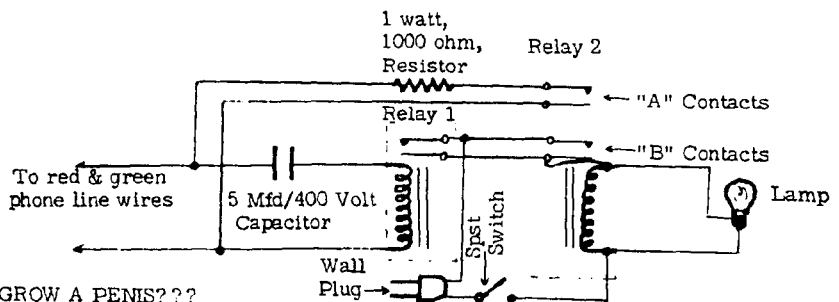 1 watt,
1000 ohm,
Resistor
Relay 2
"A" Contacts
Relay 1
"B" Contacts
To red & green
phone line wires
5 Mfd/400 Volt
Capacitor
Lamp
Spst
Switch
Wall
Plug
GROW A PENIS???